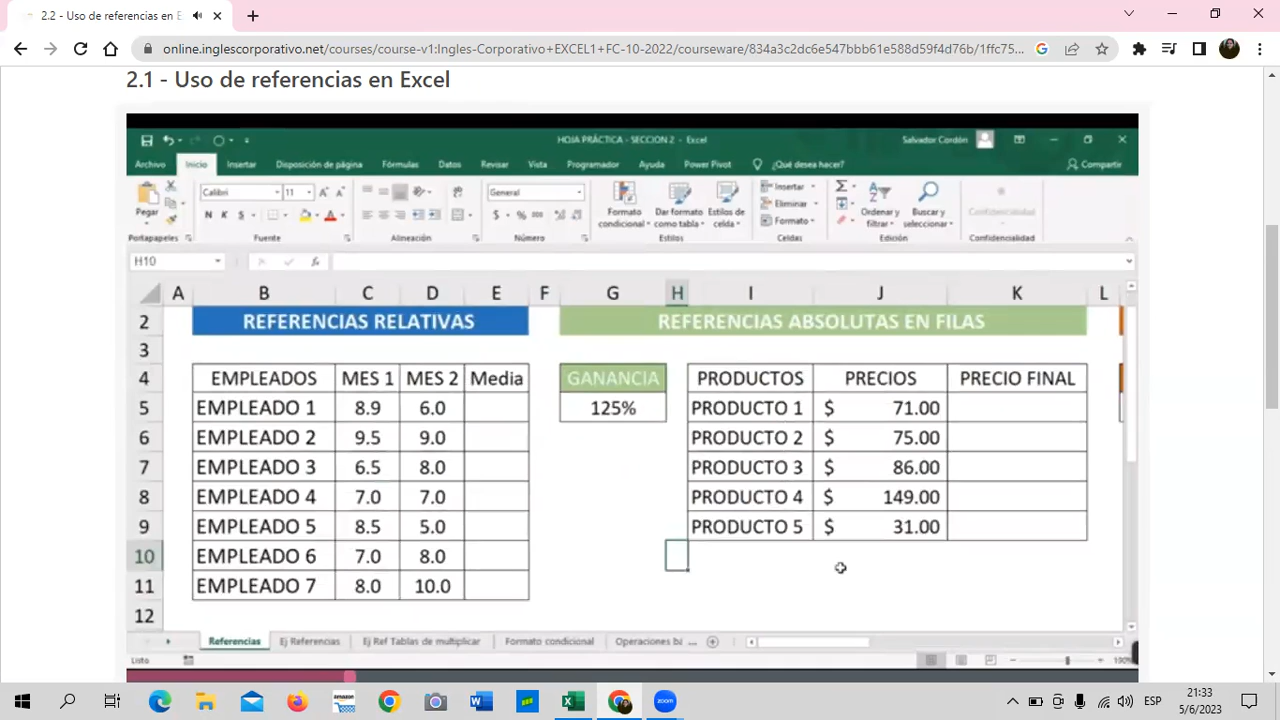 2.2 - Uso de referencias en E
online.inglescorporativo.net/courses/course-v1:Ingles-Corporativo+EXCEL1+FC-10-2022/courseware/834a3c2dc6e547bbb61e588d59f4d76b/1ffc75...
2.1 - Uso de referencias en Excel
HOJA PRÁCTICA - SECCION 2 - Excel
Salvador Cordón
Archivo Inicio Insertar Disposición de página Fórmulas Datos Revisar Vista Programador Ayuda Power Pivot ¿Qué desea hacer? Compartir
Calibri 11 General
Pegar
N K S
Formato condicional
Dar formato como tabla
Estilos de celda
Insertar
Eliminar
Formato
Ordenar y filtrar
Buscar y seleccionar
Confidencialidad
Portapapeles Fuente Alineación Número Estilos Celdas Edición Confidencialidad
H10 fx
A B C D E F G H I J K L
2 REFERENCIAS RELATIVAS REFERENCIAS ABSOLUTAS EN FILAS
3
4 EMPLEADOS MES 1 MES 2 Media GANANCIA PRODUCTOS PRECIOS PRECIO FINAL
5 EMPLEADO 1 8.9 6.0 125% PRODUCTO 1 $ 71.00
6 EMPLEADO 2 9.5 9.0 PRODUCTO 2 $ 75.00
7 EMPLEADO 3 6.5 8.0 PRODUCTO 3 $ 86.00
8 EMPLEADO 4 7.0 7.0 PRODUCTO 4 $ 149.00
9 EMPLEADO 5 8.5 5.0 PRODUCTO 5 $ 31.00
10 EMPLEADO 6 7.0 8.0
11 EMPLEADO 7 8.0 10.0
12
Referencias Ej Referencias Ej Ref Tablas de multiplicar Formato condicional Operaciones bá ...
Listo 100%
amazon
zoom
ESP
21:33
5/6/2023